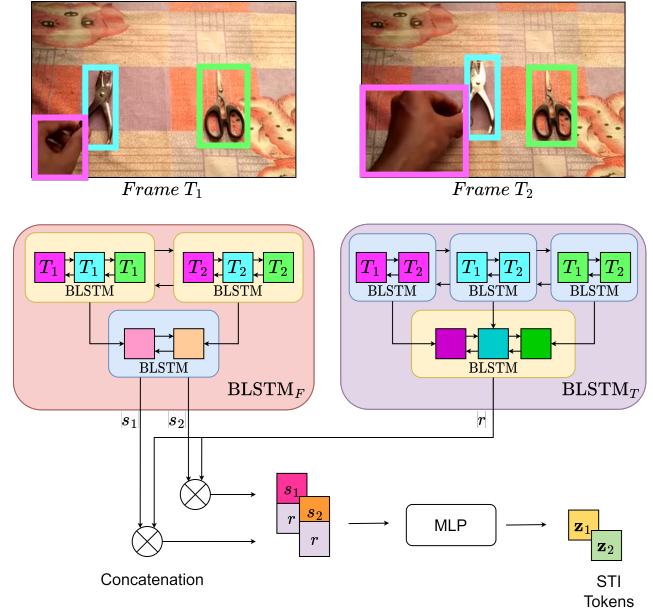 Frame T1
Frame T2
T1 T1 T1
BLSTM
T2 T2 T2
BLSTM
BLSTM
BLSTMF
T1 T2
BLSTM
T1 T2
BLSTM
T1 T2
BLSTM
BLSTM
BLSTMT
s1
s2
r
s1
r
s2
r
MLP
z1
z2
Concatenation
STI
Tokens